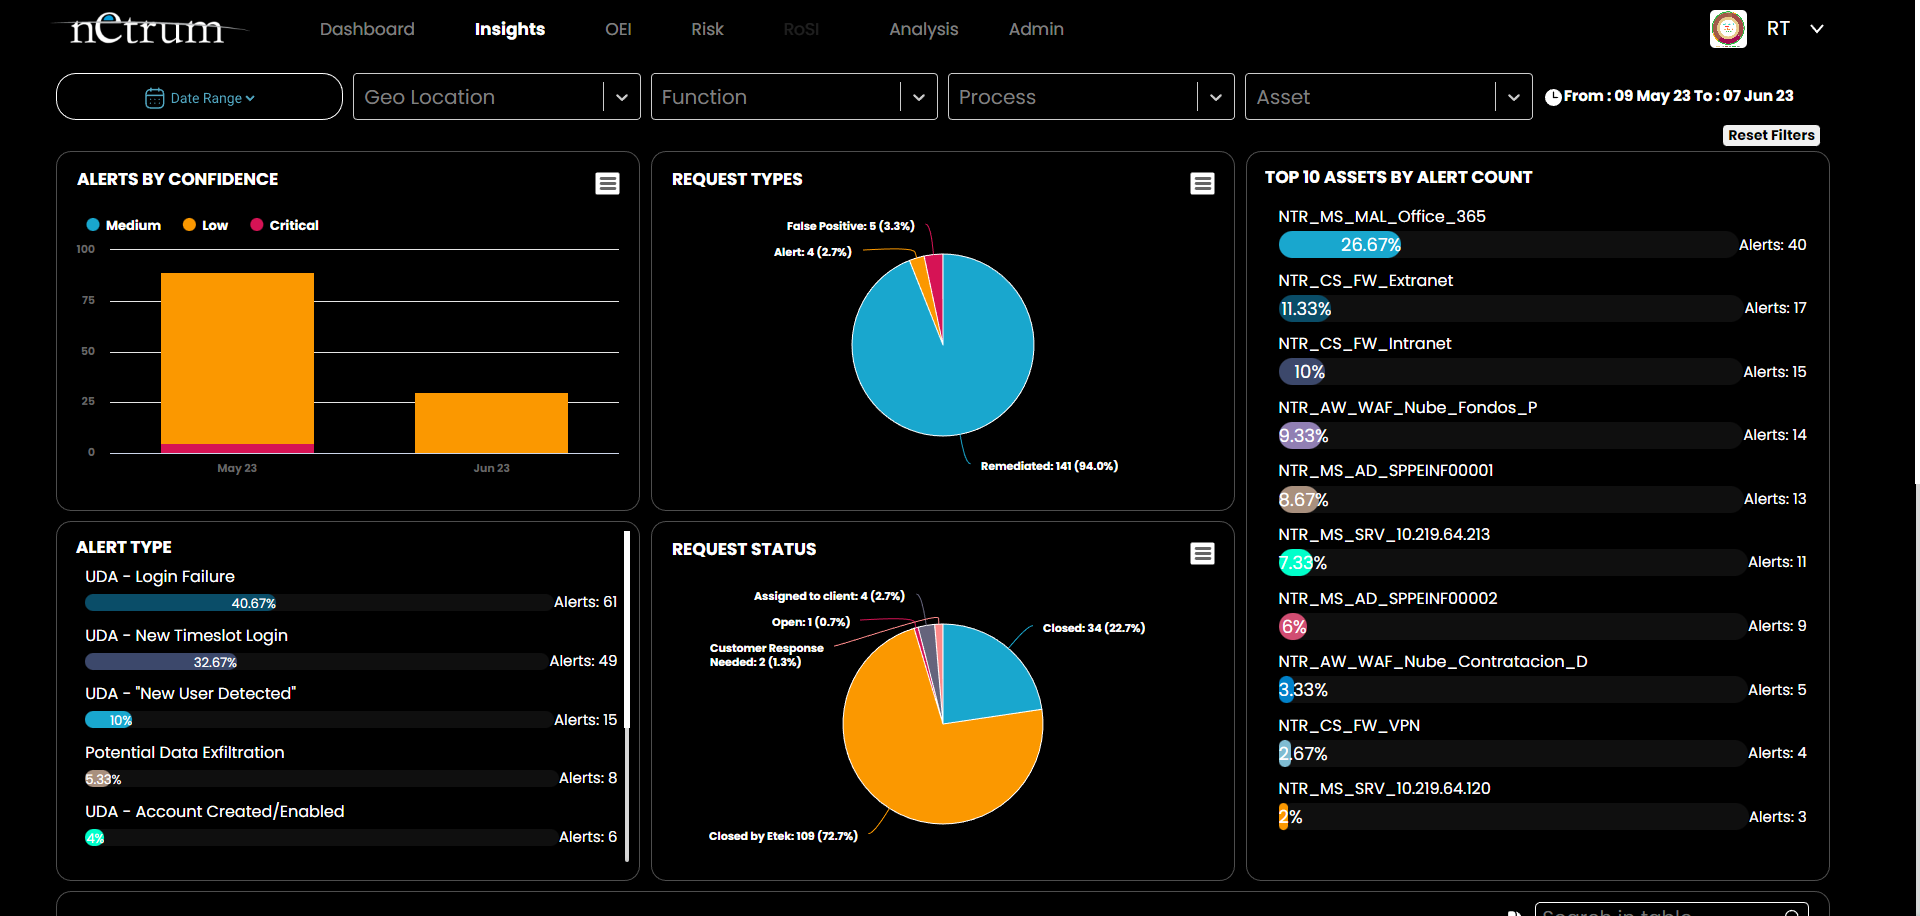 netrum
Dashboard
Insights
OEI
Risk
RoSI
Analysis
Admin
RT
Date Range
Geo Location
Function
Process
Asset
From : 09 May 23 To : 07 Jun 23
Reset Filters
ALERTS BY CONFIDENCE
Medium
Low
Critical
100
75
50
25
0
May 23
Jun 23
REQUEST TYPES
False Positive: 5 (3.3%)
Alert: 4 (2.7%)
Remediated: 141 (94.0%)
TOP 10 ASSETS BY ALERT COUNT
NTR_MS_MAL_Office_365
26.67%
Alerts: 40
NTR_CS_FW_Extranet
11.33%
Alerts: 17
NTR_CS_FW_Intranet
10%
Alerts: 15
NTR_AW_WAF_Nube_Fondos_P
9.33%
Alerts: 14
NTR_MS_AD_SPPEINF00001
8.67%
Alerts: 13
NTR_MS_SRV_10.219.64.213
7.33%
Alerts: 11
NTR_MS_AD_SPPEINF00002
6%
Alerts: 9
NTR_AW_WAF_Nube_Contratacion_D
3.33%
Alerts: 5
NTR_CS_FW_VPN
2.67%
Alerts: 4
NTR_MS_SRV_10.219.64.120
2%
Alerts: 3
ALERT TYPE
UDA - Login Failure
40.67%
Alerts: 61
UDA - New Timeslot Login
32.67%
Alerts: 49
UDA - "New User Detected"
10%
Alerts: 15
Potential Data Exfiltration
5.33%
Alerts: 8
UDA - Account Created/Enabled
4%
Alerts: 6
REQUEST STATUS
Assigned to client: 4 (2.7%)
Open: 1 (0.7%)
Customer Response
Needed: 2 (1.3%)
Closed: 34 (22.7%)
Closed by Etek: 109 (72.7%)
Search in table